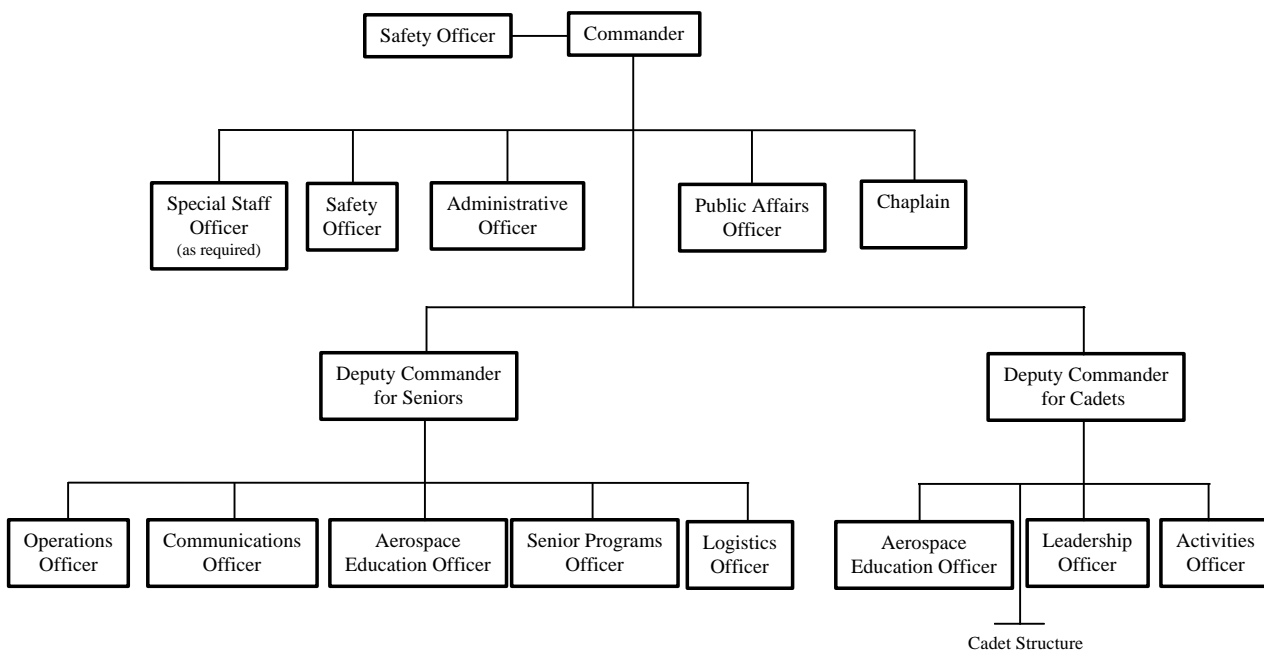 Safety Officer
Commander
Special Staff
Officer
(as required)
Safety
Officer
Administrative
Officer
Public Affairs
Officer
Chaplain
Deputy Commander
for Seniors
Deputy Commander
for Cadets
Operations
Officer
Communications
Officer
Aerospace
Education Officer
Senior Programs
Officer
Logistics
Officer
Aerospace
Education Officer
Leadership
Officer
Activities
Officer
Cadet Structure